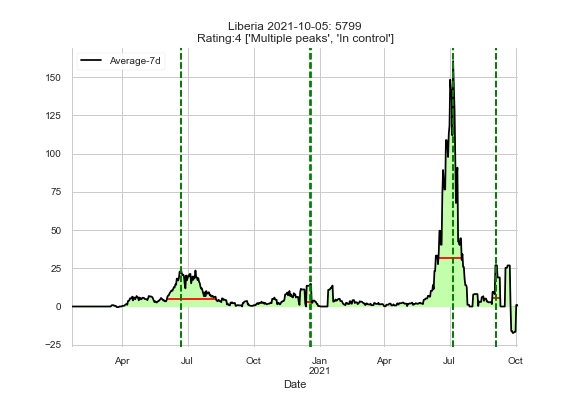 Liberia 2021-10-05: 5799
Rating:4 ['Multiple peaks', 'In control']
Average-7d
150
125
100
75
50
25
0
−25
Apr
Jul
Oct
Jan
2021
Apr
Jul
Oct
Date